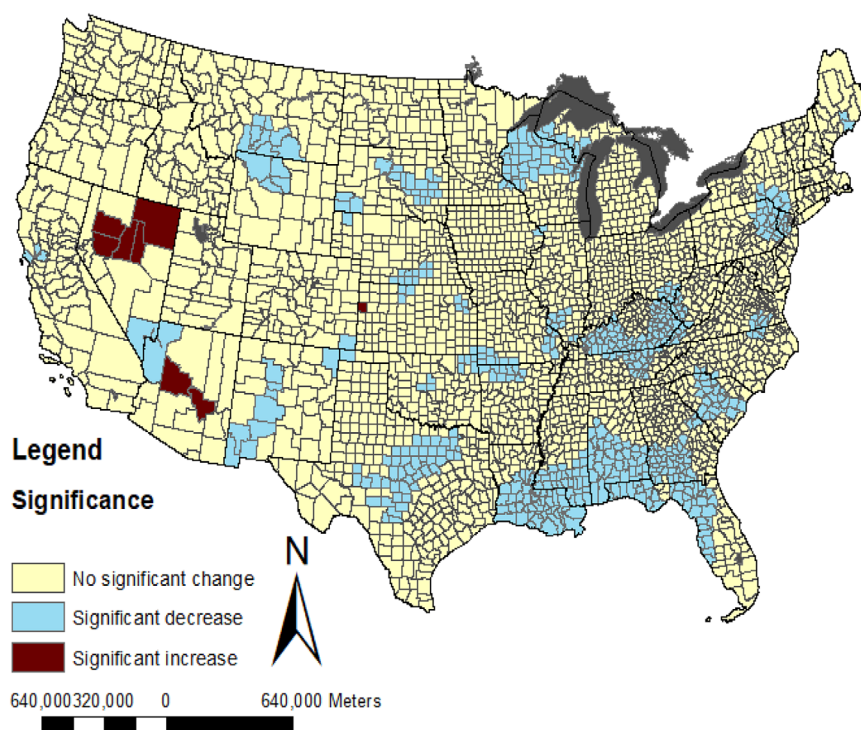 Legend
Significance
N
No significant change
Significant decrease
Significant increase
640,000320,000 0 640,000 Meters